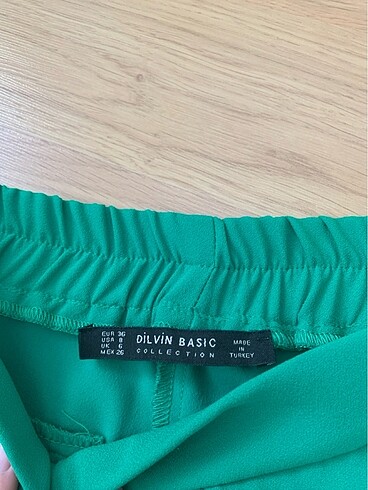 EUR 36
USA 8
UK 6
MEX 26
DİLVİN BASIC
COLLECTION
MADE
IN
TURKEY